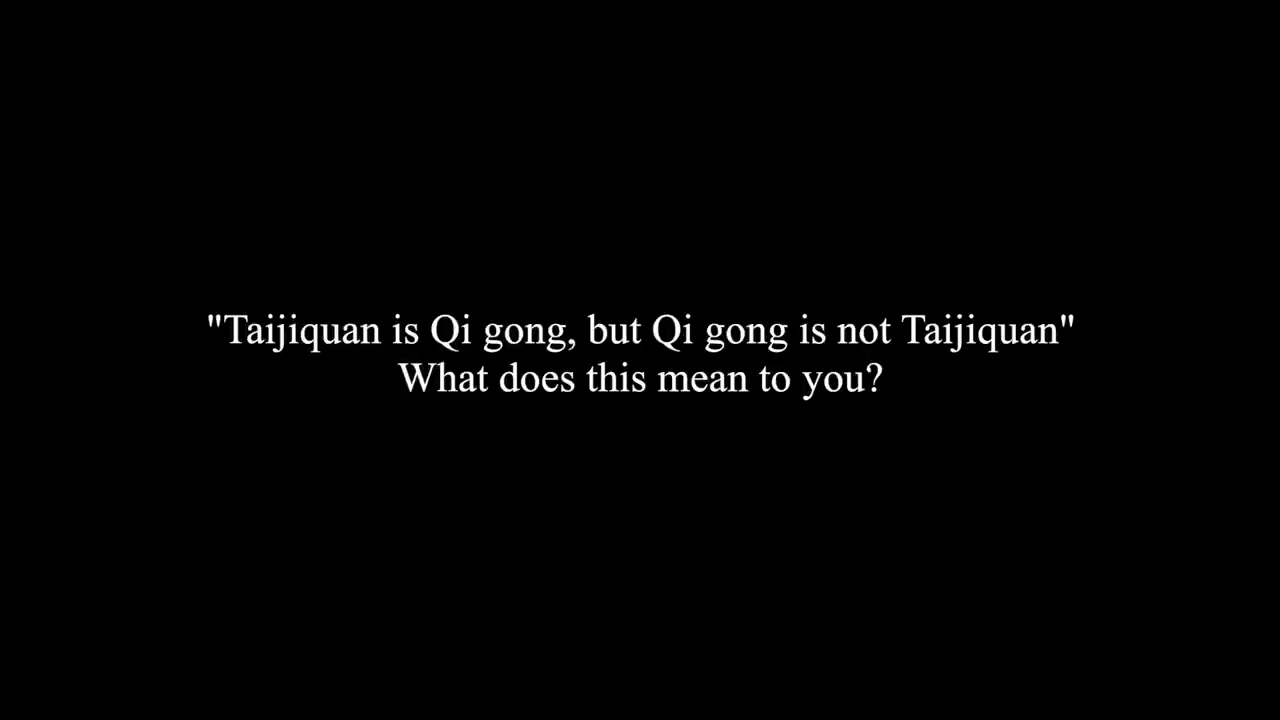 "Taijiquan is Qi gong, but Qi gong is not Taijiquan"
What does this mean to you?